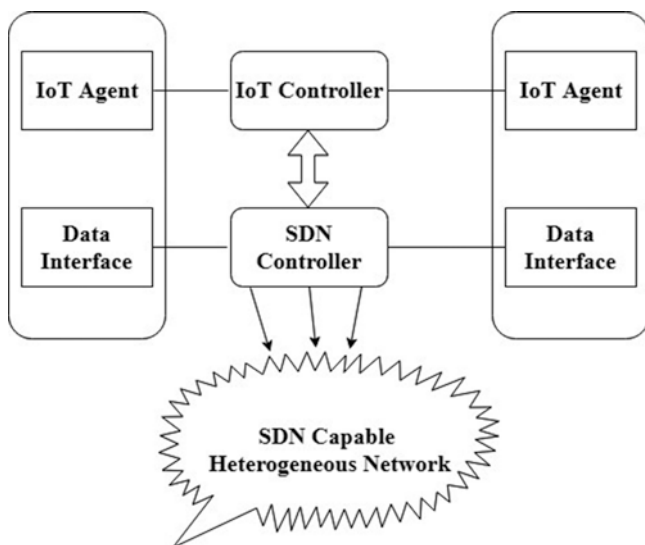 IoT Agent
IoT Controller
IoT Agent
Data
Interface
SDN
Controller
Data
Interface
SDN Capable
Heterogeneous Network